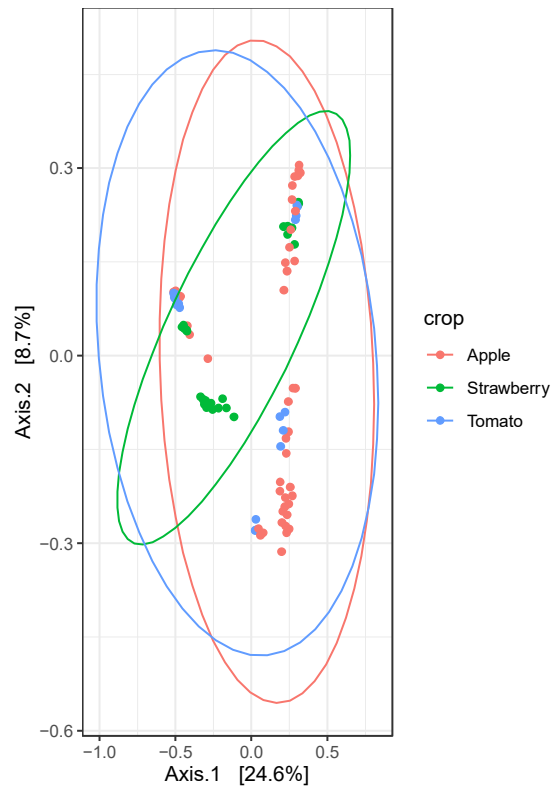 0.3
0.0
−0.3
−0.6
Axis.2 [8.7%]
−1.0 −0.5 0.0 0.5
Axis.1 [24.6%]
crop
Apple
Strawberry
Tomato